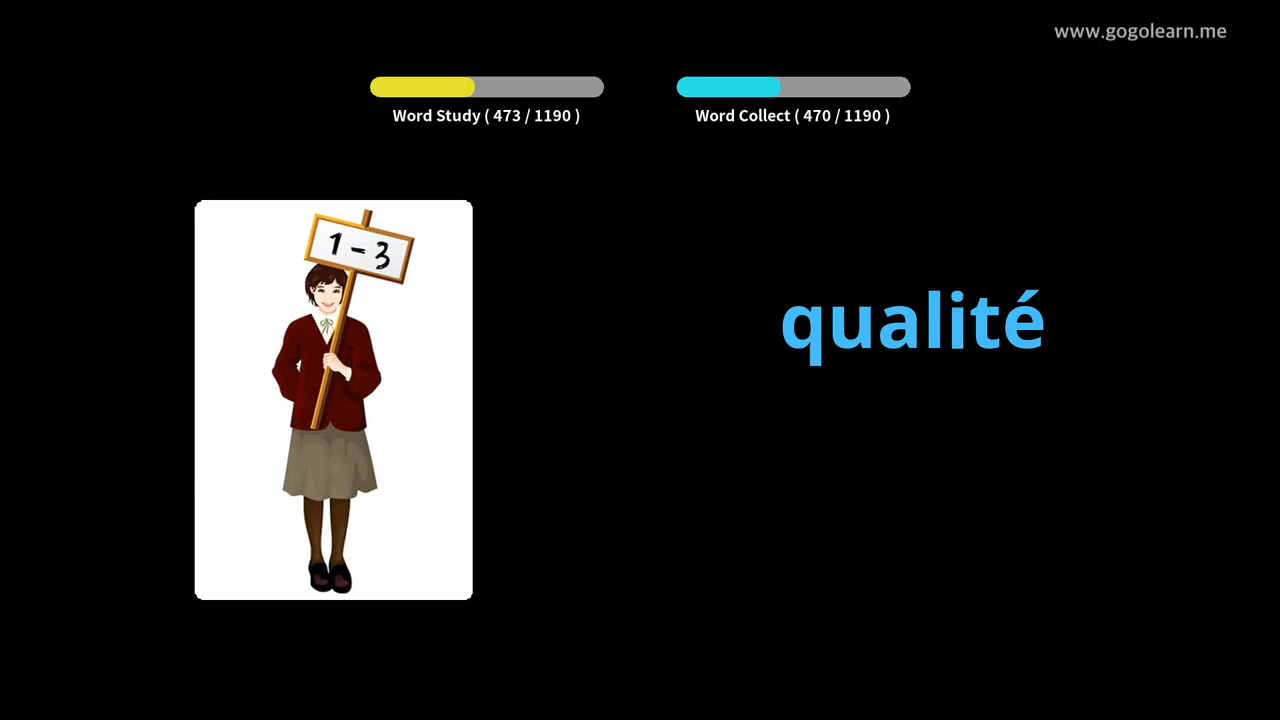 www.gogolearn.me
Word Study ( 473 / 1190 )
Word Collect ( 470 / 1190 )
1 – 3
qualité